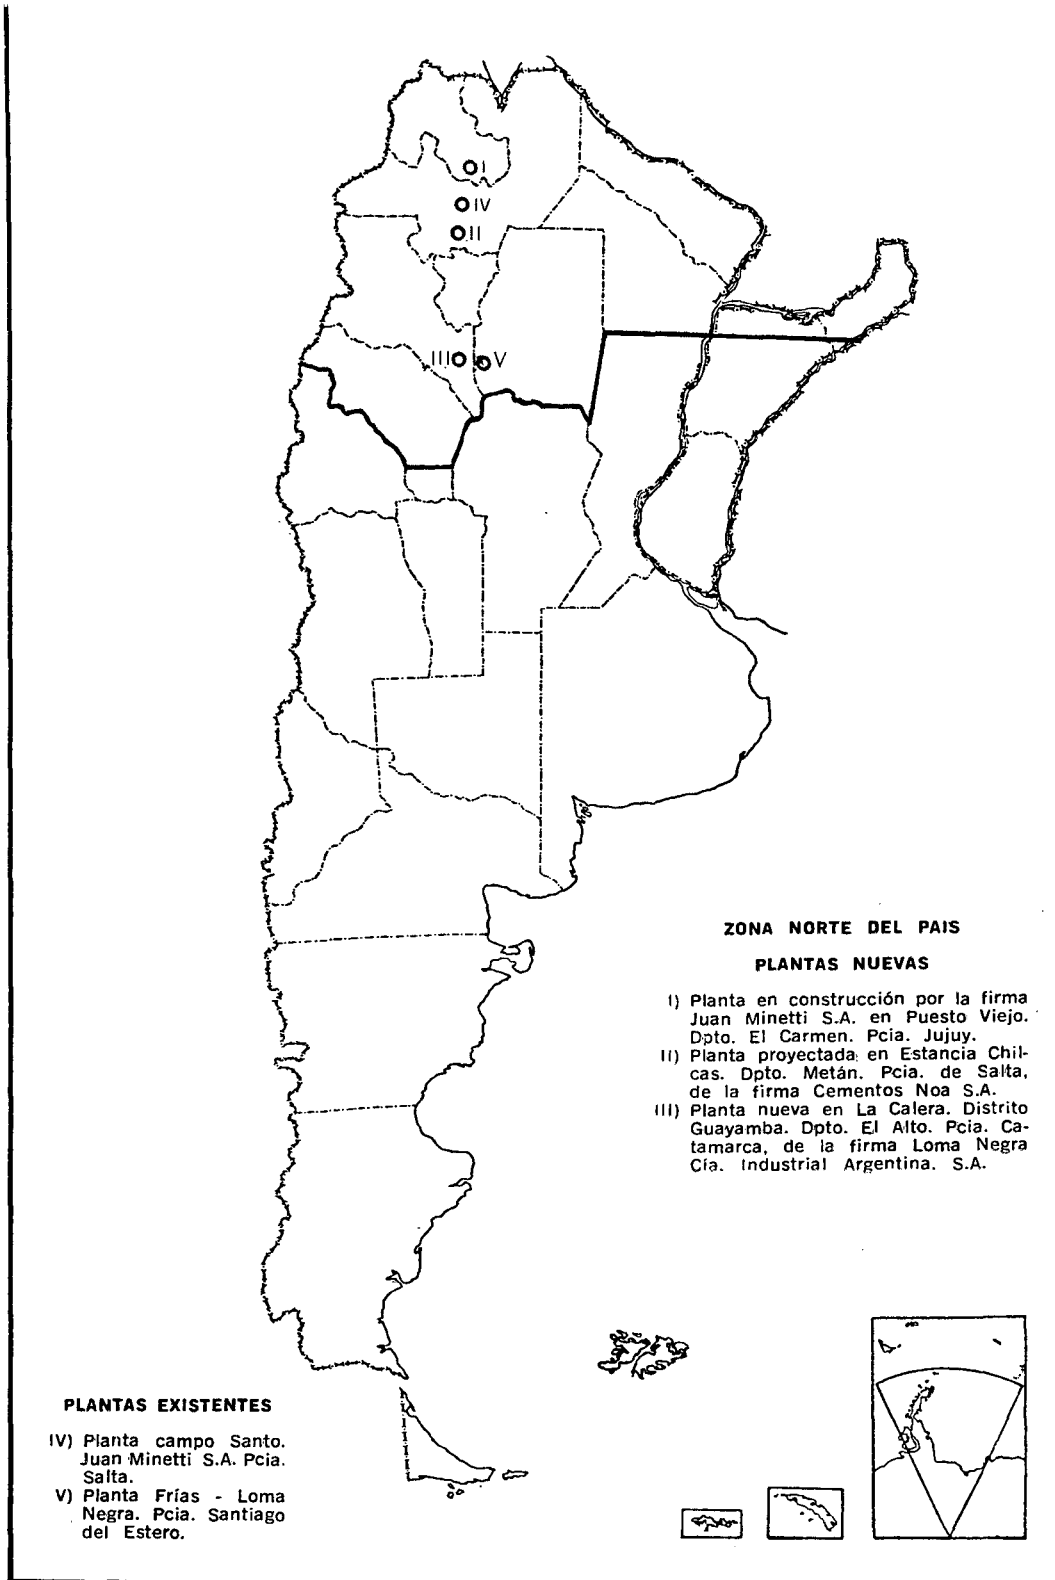 I
IV
II
III
V
ZONA NORTE DEL PAIS
PLANTAS NUEVAS
I) Planta en construcción por la firma
Juan Minetti S.A. en Puesto Viejo.
Dpto. El Carmen. Pcia. Jujuy.
II) Planta proyectada en Estancia Chil-
cas. Dpto. Metán. Pcia. de Salta,
de la firma Cementos Noa S.A.
III) Planta nueva en La Calera. Distrito
Guayamba. Dpto. El Alto. Pcia. Ca-
tamarca, de la firma Loma Negra
Cía. Industrial Argentina. S.A.
PLANTAS EXISTENTES
IV) Planta campo Santo.
Juan Minetti S.A. Pcia.
Salta.
V) Planta Frías - Loma
Negra. Pcia. Santiago
del Estero.